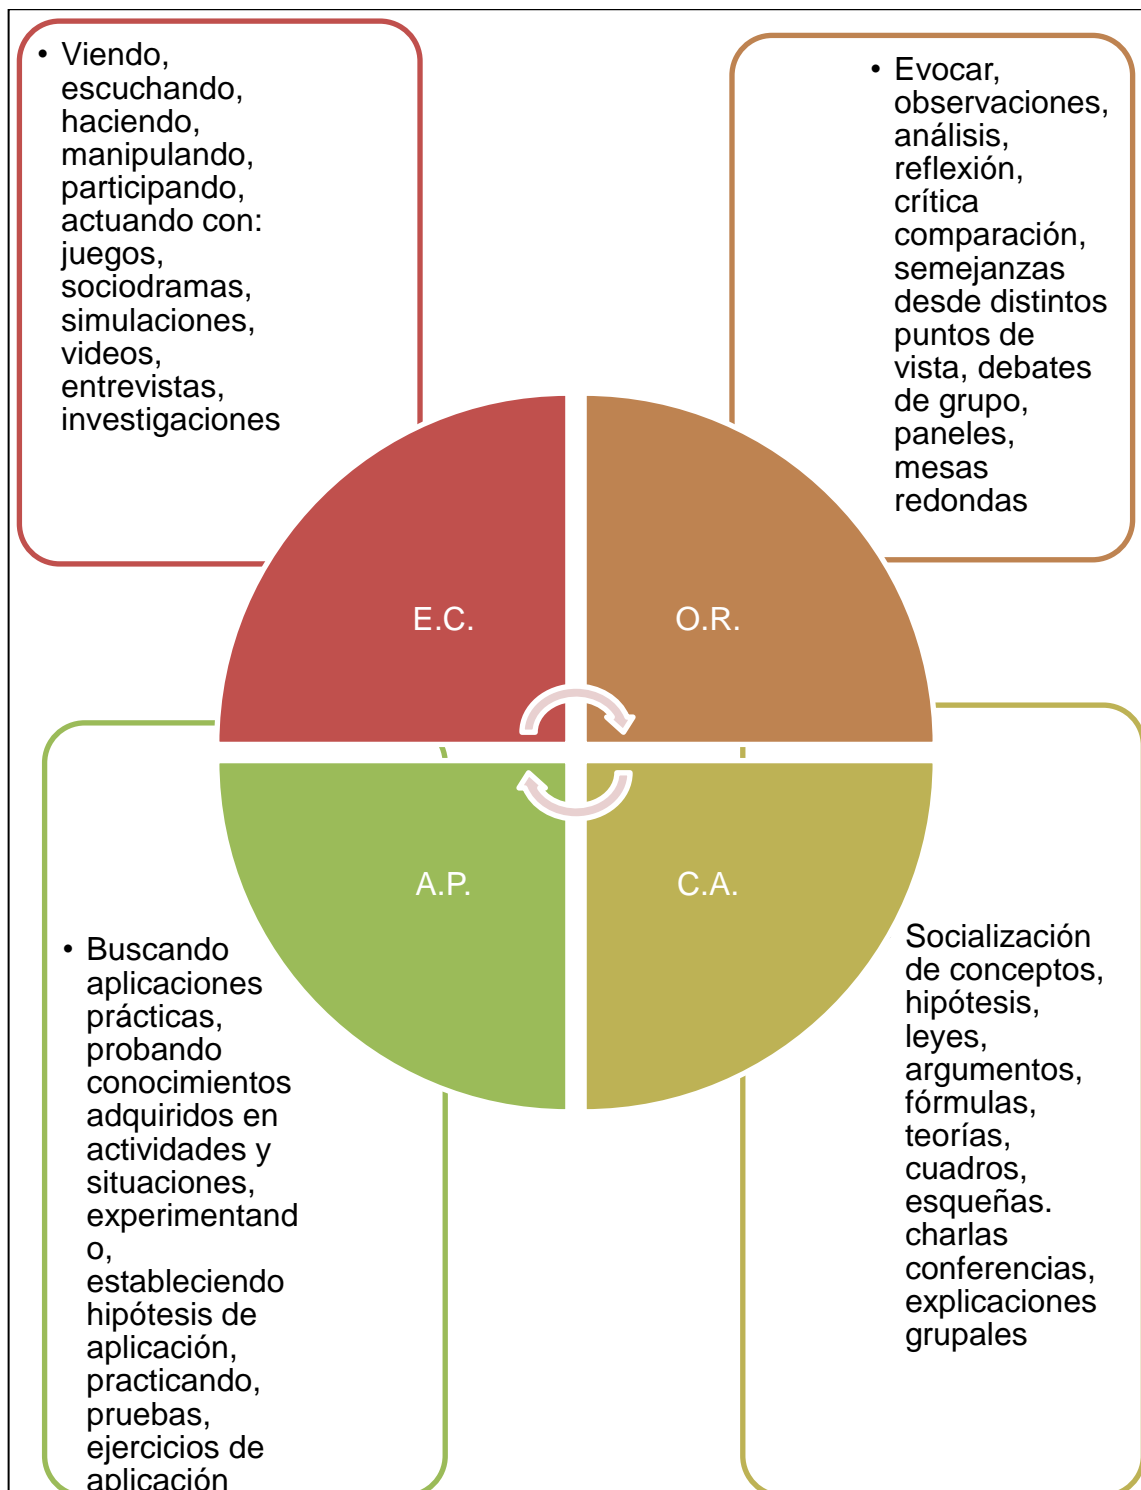 • Viendo,
escuchando,
haciendo,
manipulando,
participando,
actuando con:
juegos,
sociodramas,
simulaciones,
videos,
entrevistas,
investigaciones
• Evocar,
observaciones,
análisis,
reflexión,
crítica
comparación,
semejanzas
desde distintos
puntos de
vista, debates
de grupo,
paneles,
mesas
redondas
E.C.
O.R.
A.P.
C.A.
• Buscando
aplicaciones
prácticas,
probando
conocimientos
adquiridos en
actividades y
situaciones,
experimentand
o,
estableciendo
hipótesis de
aplicación,
practicando,
pruebas,
ejercicios de
aplicación
Socialización
de conceptos,
hipótesis,
leyes,
argumentos,
fórmulas,
teorías,
cuadros,
esqueñas.
charlas
conferencias,
explicaciones
grupales